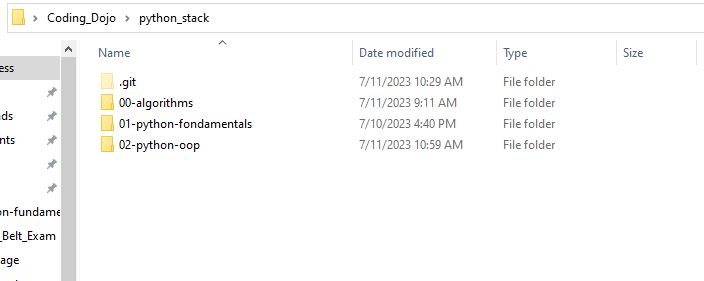 Coding_Dojo > python_stack
Name Date modified Type Size
ess
.git 7/11/2023 10:29 AM File folder
00-algorithms 7/11/2023 9:11 AM File folder
nds
01-python-fondamentals 7/10/2023 4:40 PM File folder
ents
02-python-oop 7/11/2023 10:59 AM File folder
on-fundame
_Belt_Exam
age